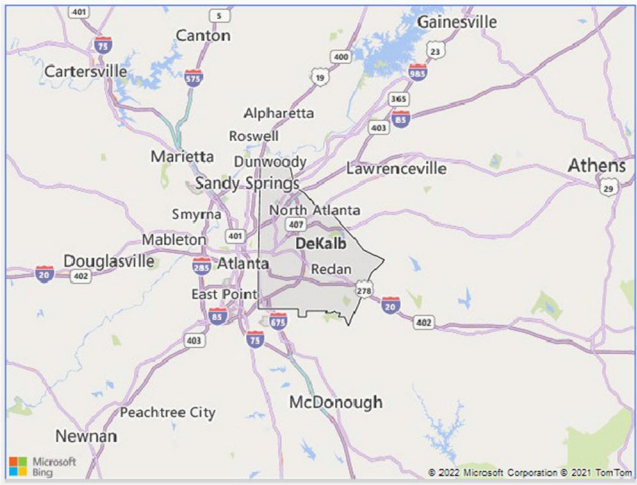 401
5
Gainesville
Canton
75
23
400
Cartersville
575
19
985
365
Alpharetta
85
403
Roswell
Marietta
Dunwoody
Lawrenceville
Athens
Sandy Springs
29
Smyrna
North Atlanta
407
Mableton
401
DeKalb
Douglasville
285
Atlanta
Redan
20
402
East Point
278
20
85
675
402
403
75
McDonough
Peachtree City
Newnan
Microsoft
Bing
© 2022 Microsoft Corporation © 2021 TomTom